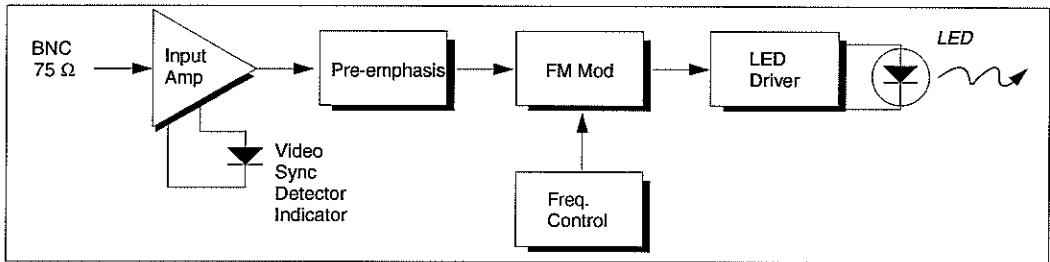 BNC
75 Ω
Input
Amp
Pre-emphasis
FM Mod
LED
Driver
LED
Video
Sync
Detector
Indicator
Freq.
Control